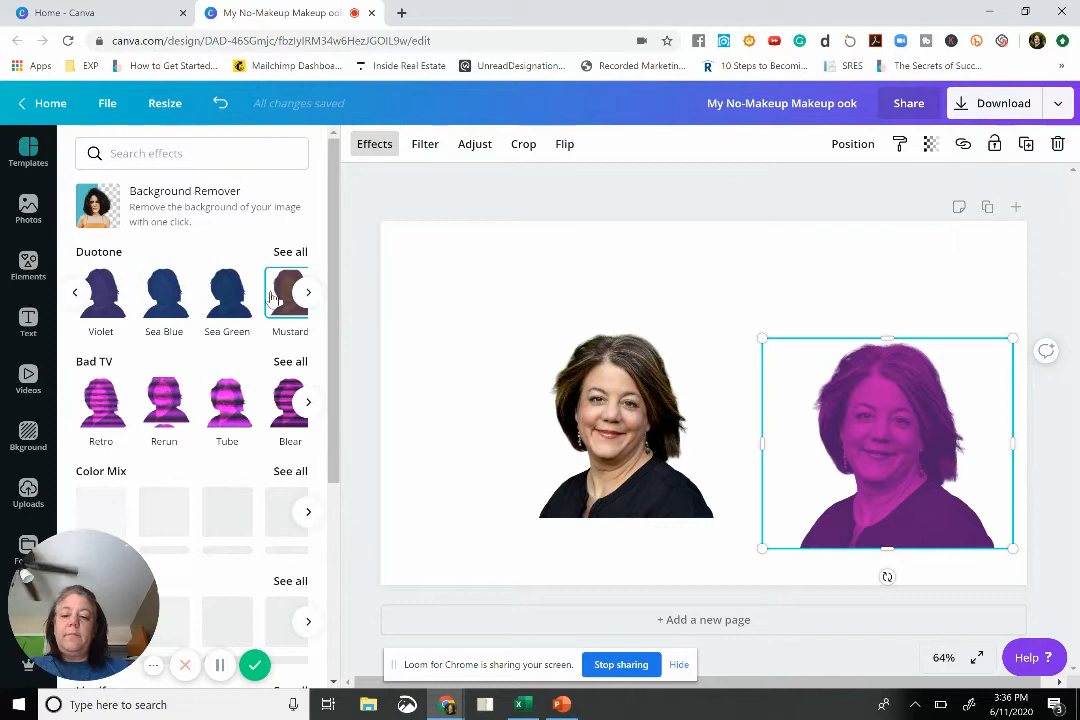 Home - Canva
My No-Makeup Makeup ook
canva.com/design/DAD-46SGmjc/fbzIyIRM34w6HezJGOIL9w/edit
Apps
EXP
How to Get Started...
Mailchimp Dashboa...
Inside Real Estate
UnreadDesignation...
Recorded Marketin...
10 Steps to Becomi...
SRES
The Secrets of Succ...
Home
File
Resize
All changes saved
My No-Makeup Makeup ook
Share
Download
Templates
Photos
Elements
Text
Videos
Bkground
Uploads
Search effects
Background Remover
Remove the background of your image
with one click.
Duotone
See all
Violet
Sea Blue
Sea Green
Mustard
Bad TV
See all
Retro
Rerun
Tube
Blear
Color Mix
See all
See all
Effects
Filter
Adjust
Crop
Flip
Position
+ Add a new page
Loom for Chrome is sharing your screen.
Stop sharing
Hide
64%
Help ?
Type here to search
3:36 PM
6/11/2020
3